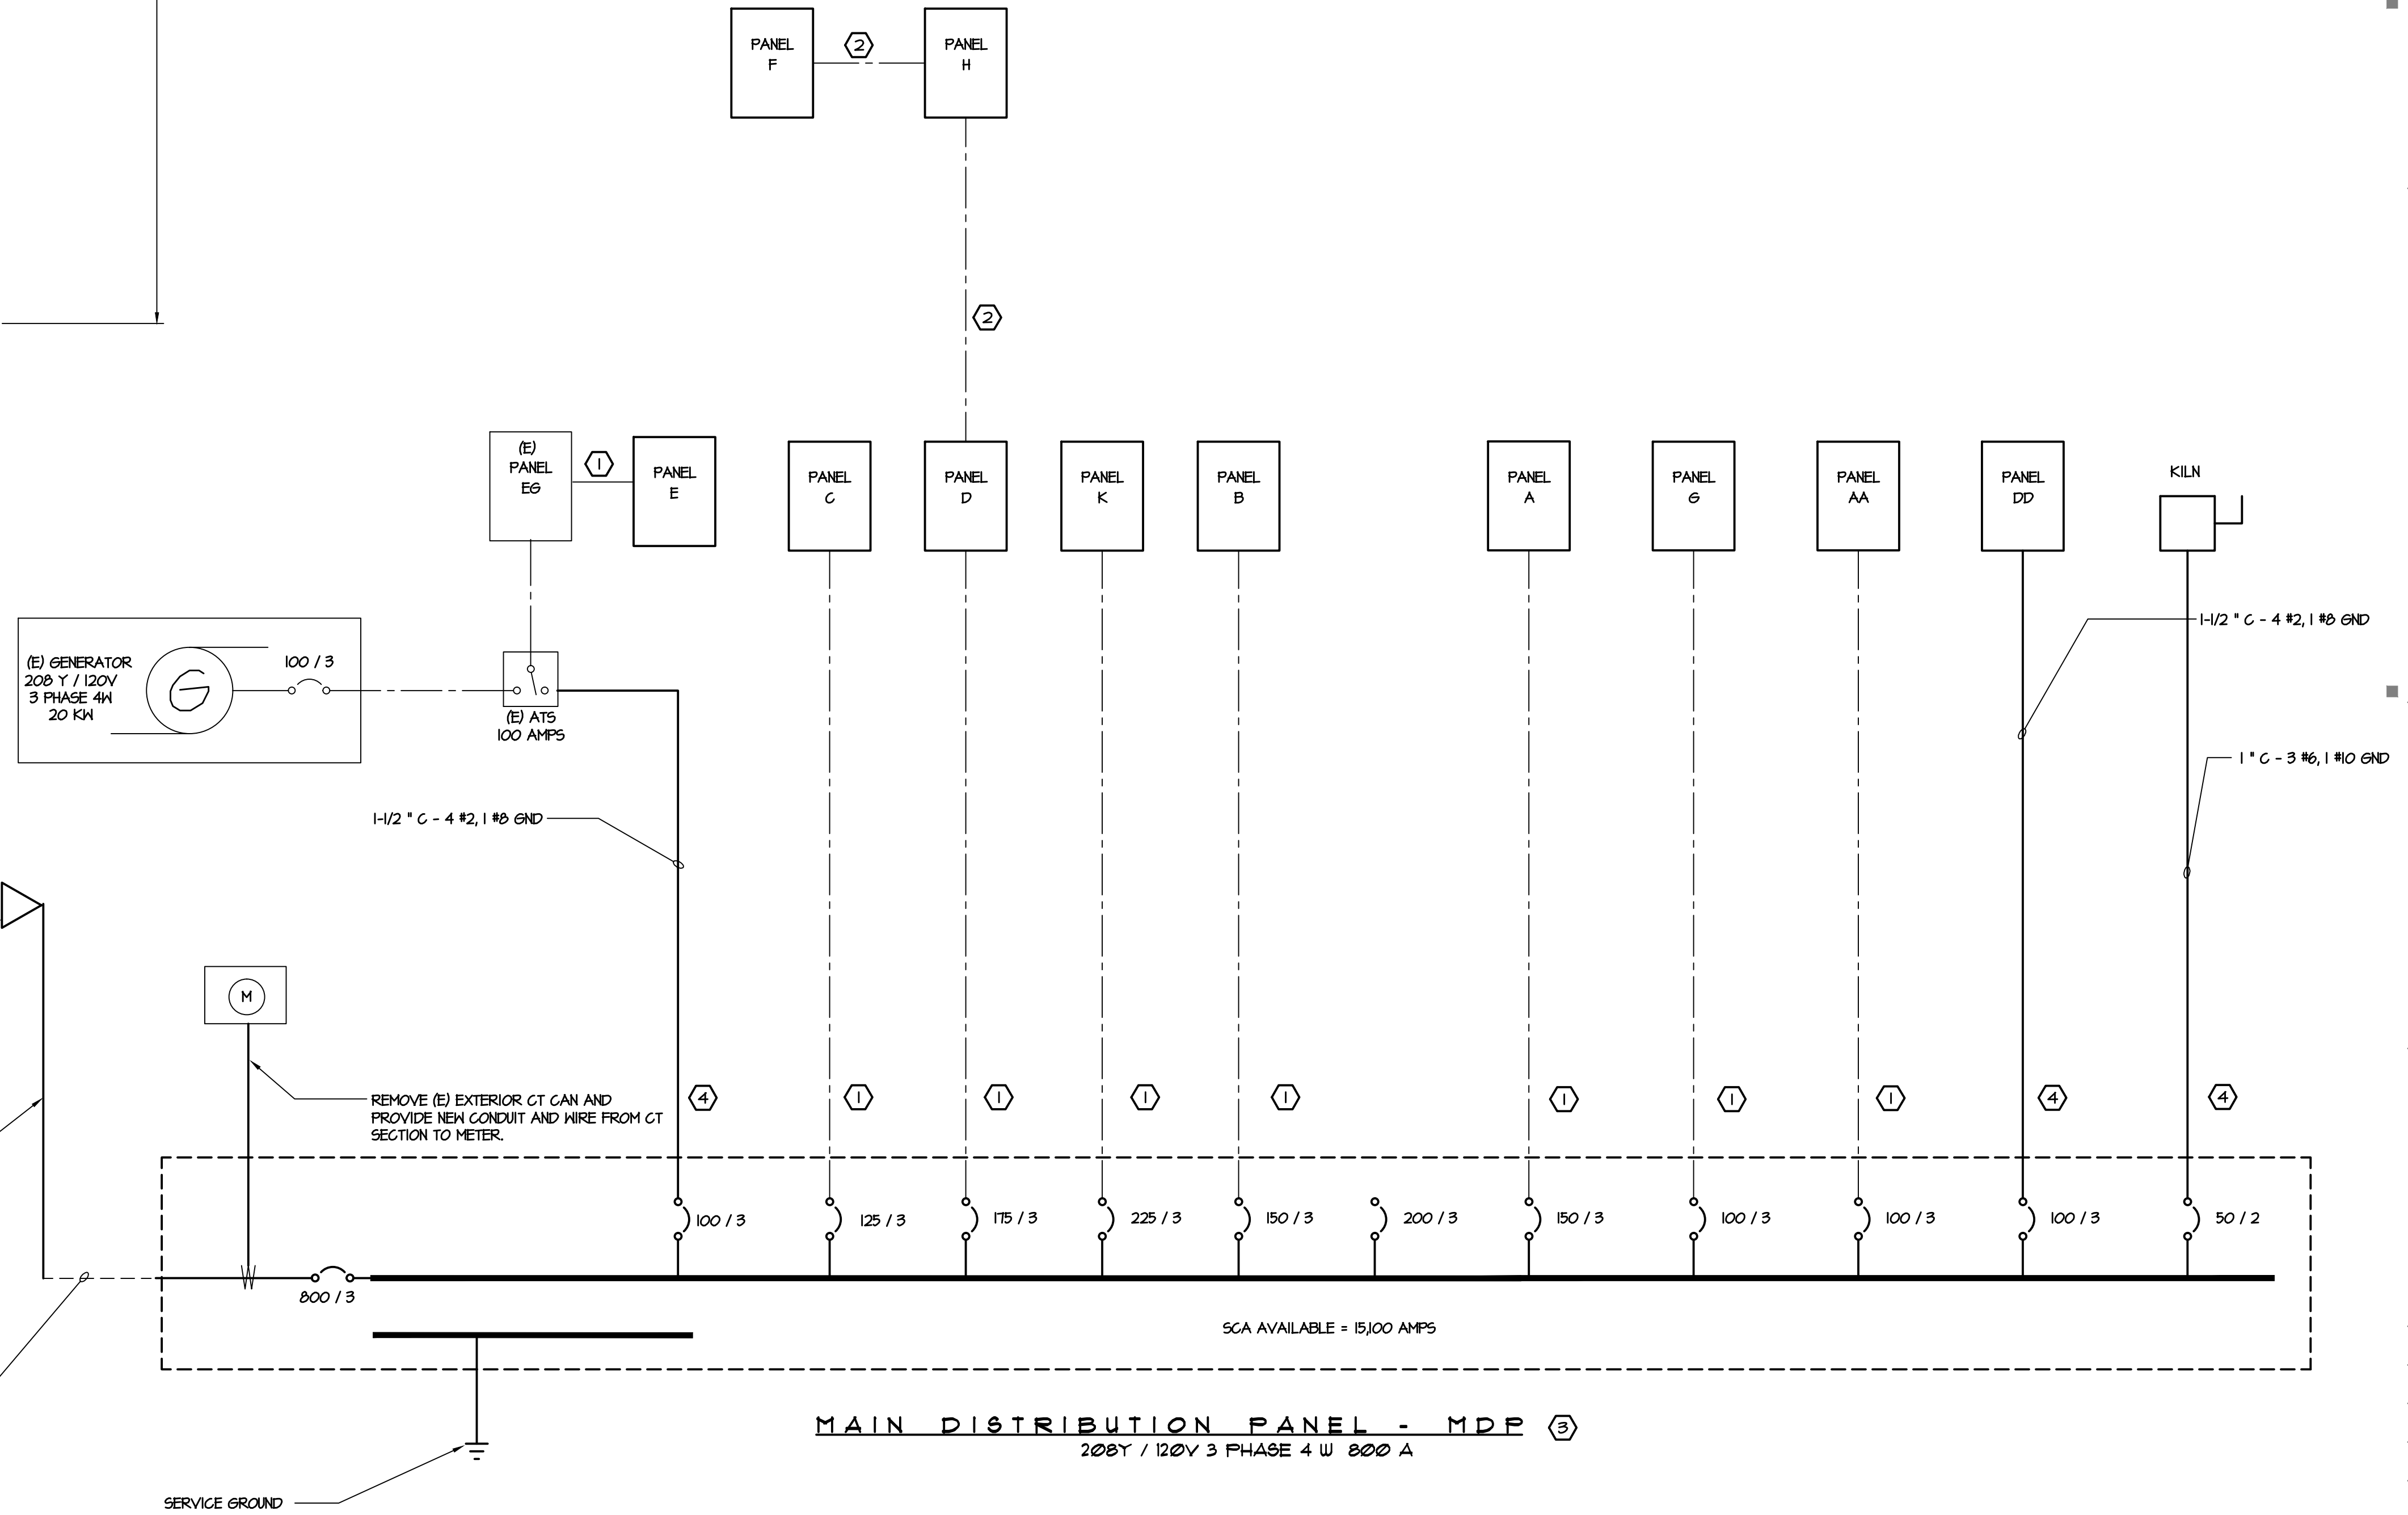 PANEL
F
2
PANEL
H
2
(E)
PANEL
EG
1
PANEL
E
PANEL
C
PANEL
D
PANEL
K
PANEL
B
PANEL
A
PANEL
G
PANEL
AA
PANEL
DD
KILN
1-1/2 " C - 4 #2, 1 #8 GND
(E) GENERATOR
208 Y / 120V
3 PHASE 4W
20 KW
G
100 / 3
(E) ATS
100 AMPS
1 " C - 3 #6, 1 #10 GND
1-1/2 " C - 4 #2, 1 #8 GND
M
REMOVE (E) EXTERIOR CT CAN AND
PROVIDE NEW CONDUIT AND WIRE FROM CT
SECTION TO METER.
4
1
1
1
1
1
1
1
4
4
100 / 3
125 / 3
175 / 3
225 / 3
150 / 3
200 / 3
150 / 3
100 / 3
100 / 3
100 / 3
50 / 2
800 / 3
SCA AVAILABLE = 15,100 AMPS
MAIN DISTRIBUTION PANEL - MDP
3
208Y / 120V 3 PHASE 4 W 800 A
SERVICE GROUND